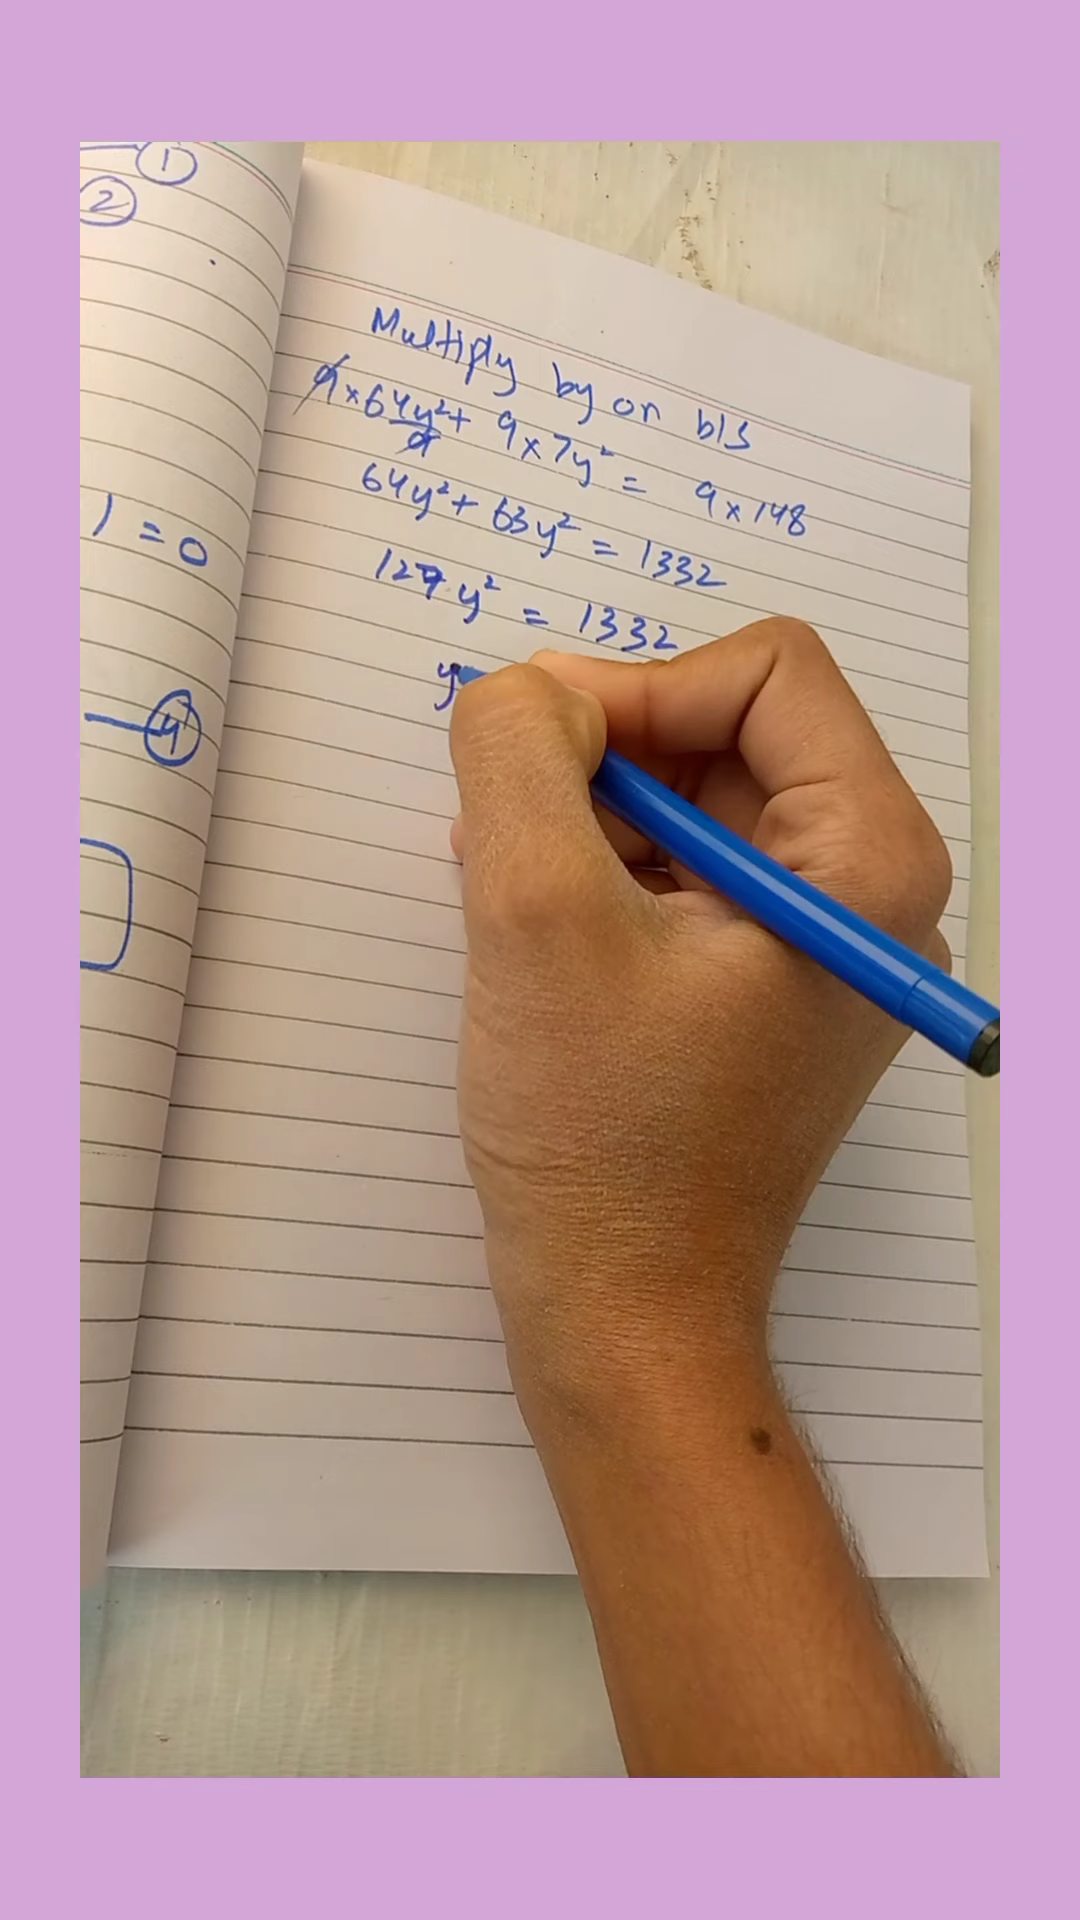 ①
②
1 = 0
④
Multiply by on b/s
9 × 64y²/9 + 9 × 7y² = 9 × 148
64y² + 63y² = 1332
127y² = 1332
y